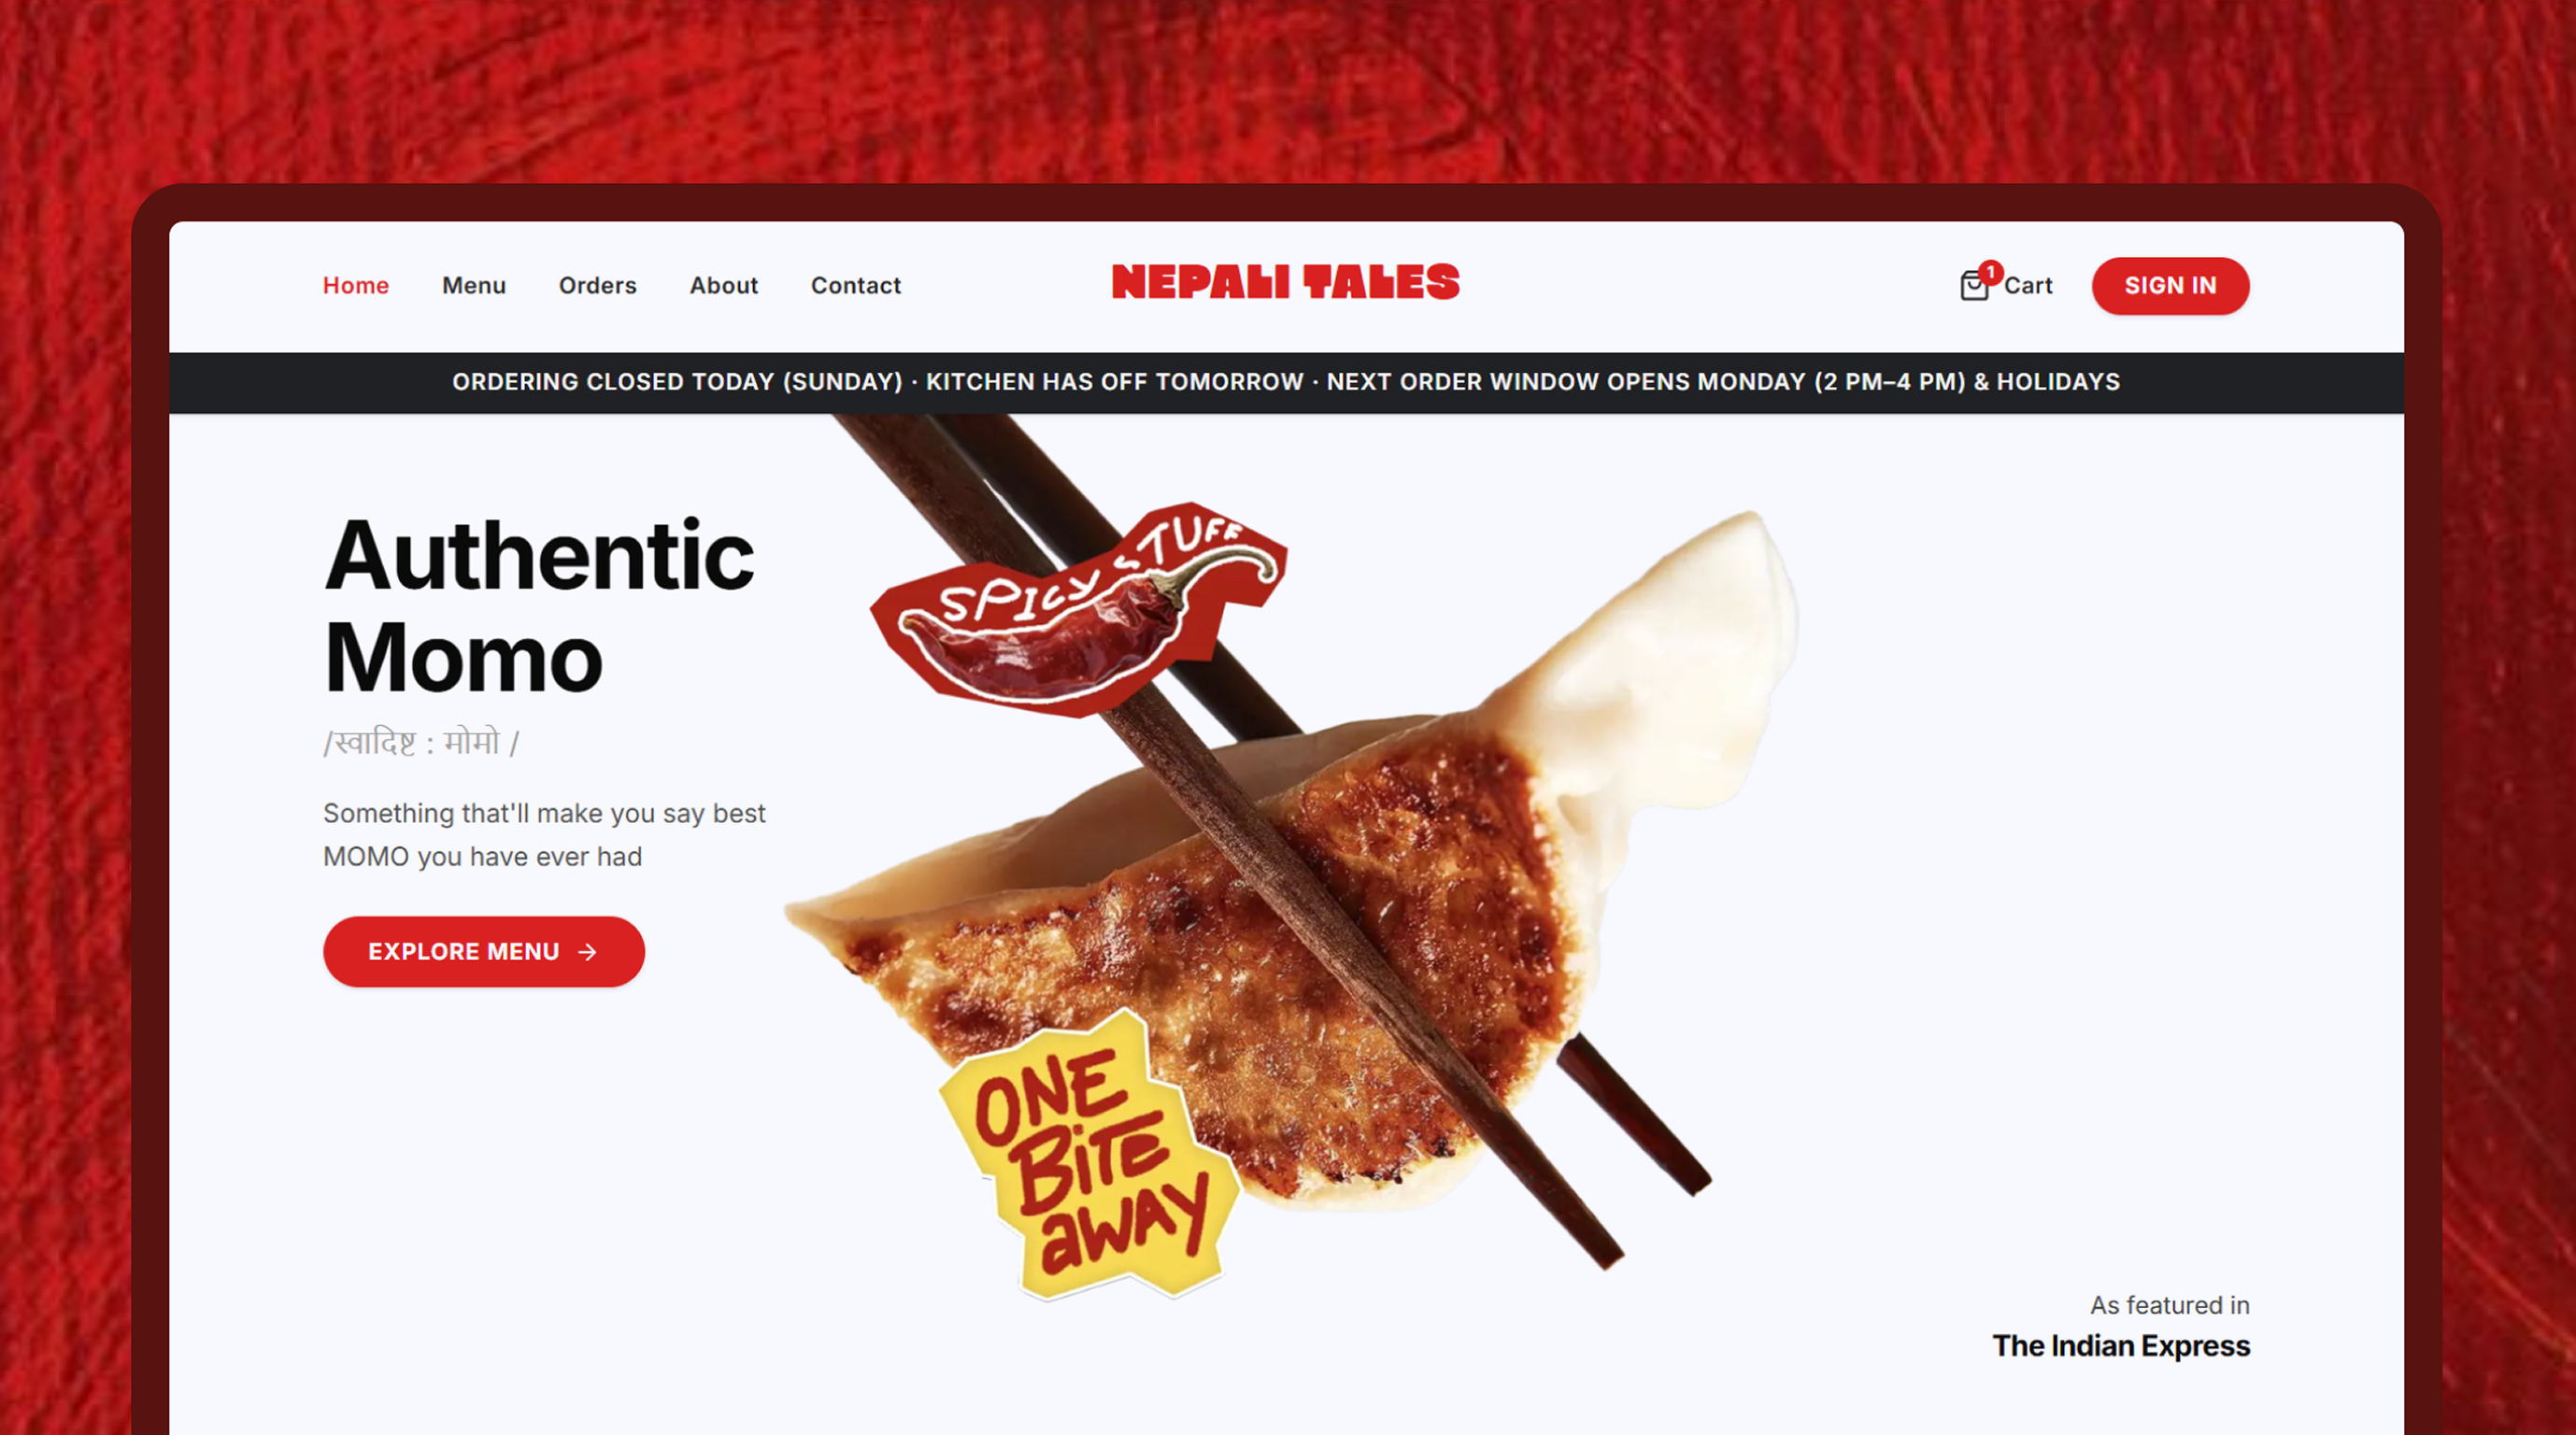 Home Menu Orders About Contact
NEPALI TALES
1
Cart
SIGN IN
ORDERING CLOSED TODAY (SUNDAY) · KITCHEN HAS OFF TOMORROW · NEXT ORDER WINDOW OPENS MONDAY (2 PM–4 PM) & HOLIDAYS
Authentic
Momo
/स्वादिष्ट : मोमो /
Something that'll make you say best
MOMO you have ever had
EXPLORE MENU →
SPICY STUFF
ONE
BiTE
aWAY
As featured in
The Indian Express